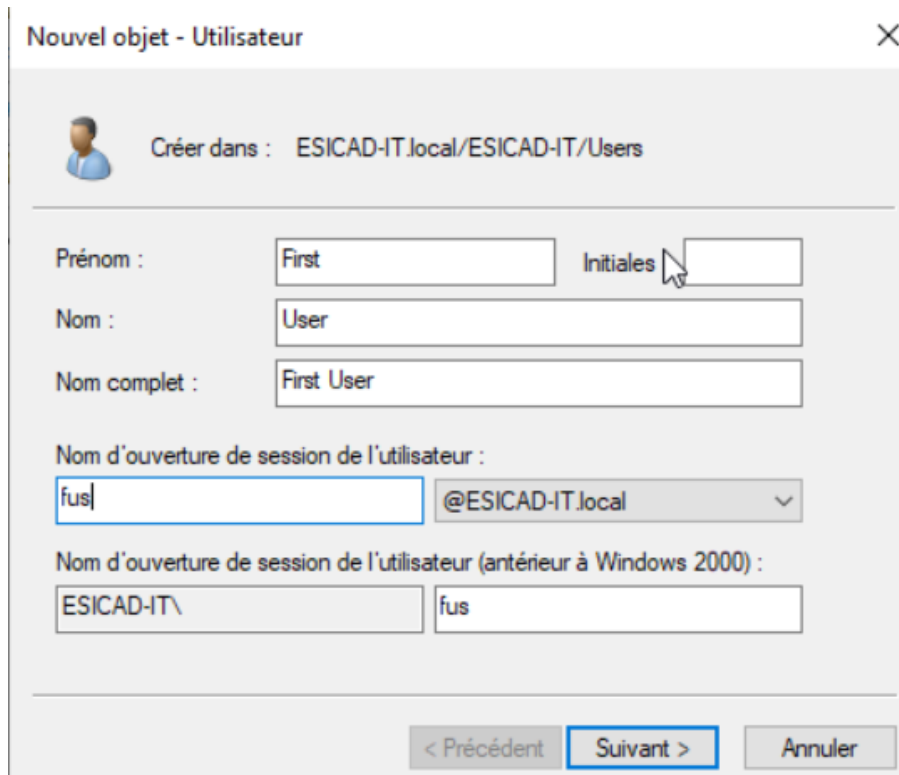 Nouvel objet - Utilisateur
Créer dans : ESICAD-IT.local/ESICAD-IT/Users
Prénom : First Initiales
Nom : User
Nom complet : First User
Nom d'ouverture de session de l'utilisateur :
fus @ESICAD-IT.local
Nom d'ouverture de session de l'utilisateur (antérieur à Windows 2000) :
ESICAD-IT\ fus
< Précédent Suivant > Annuler